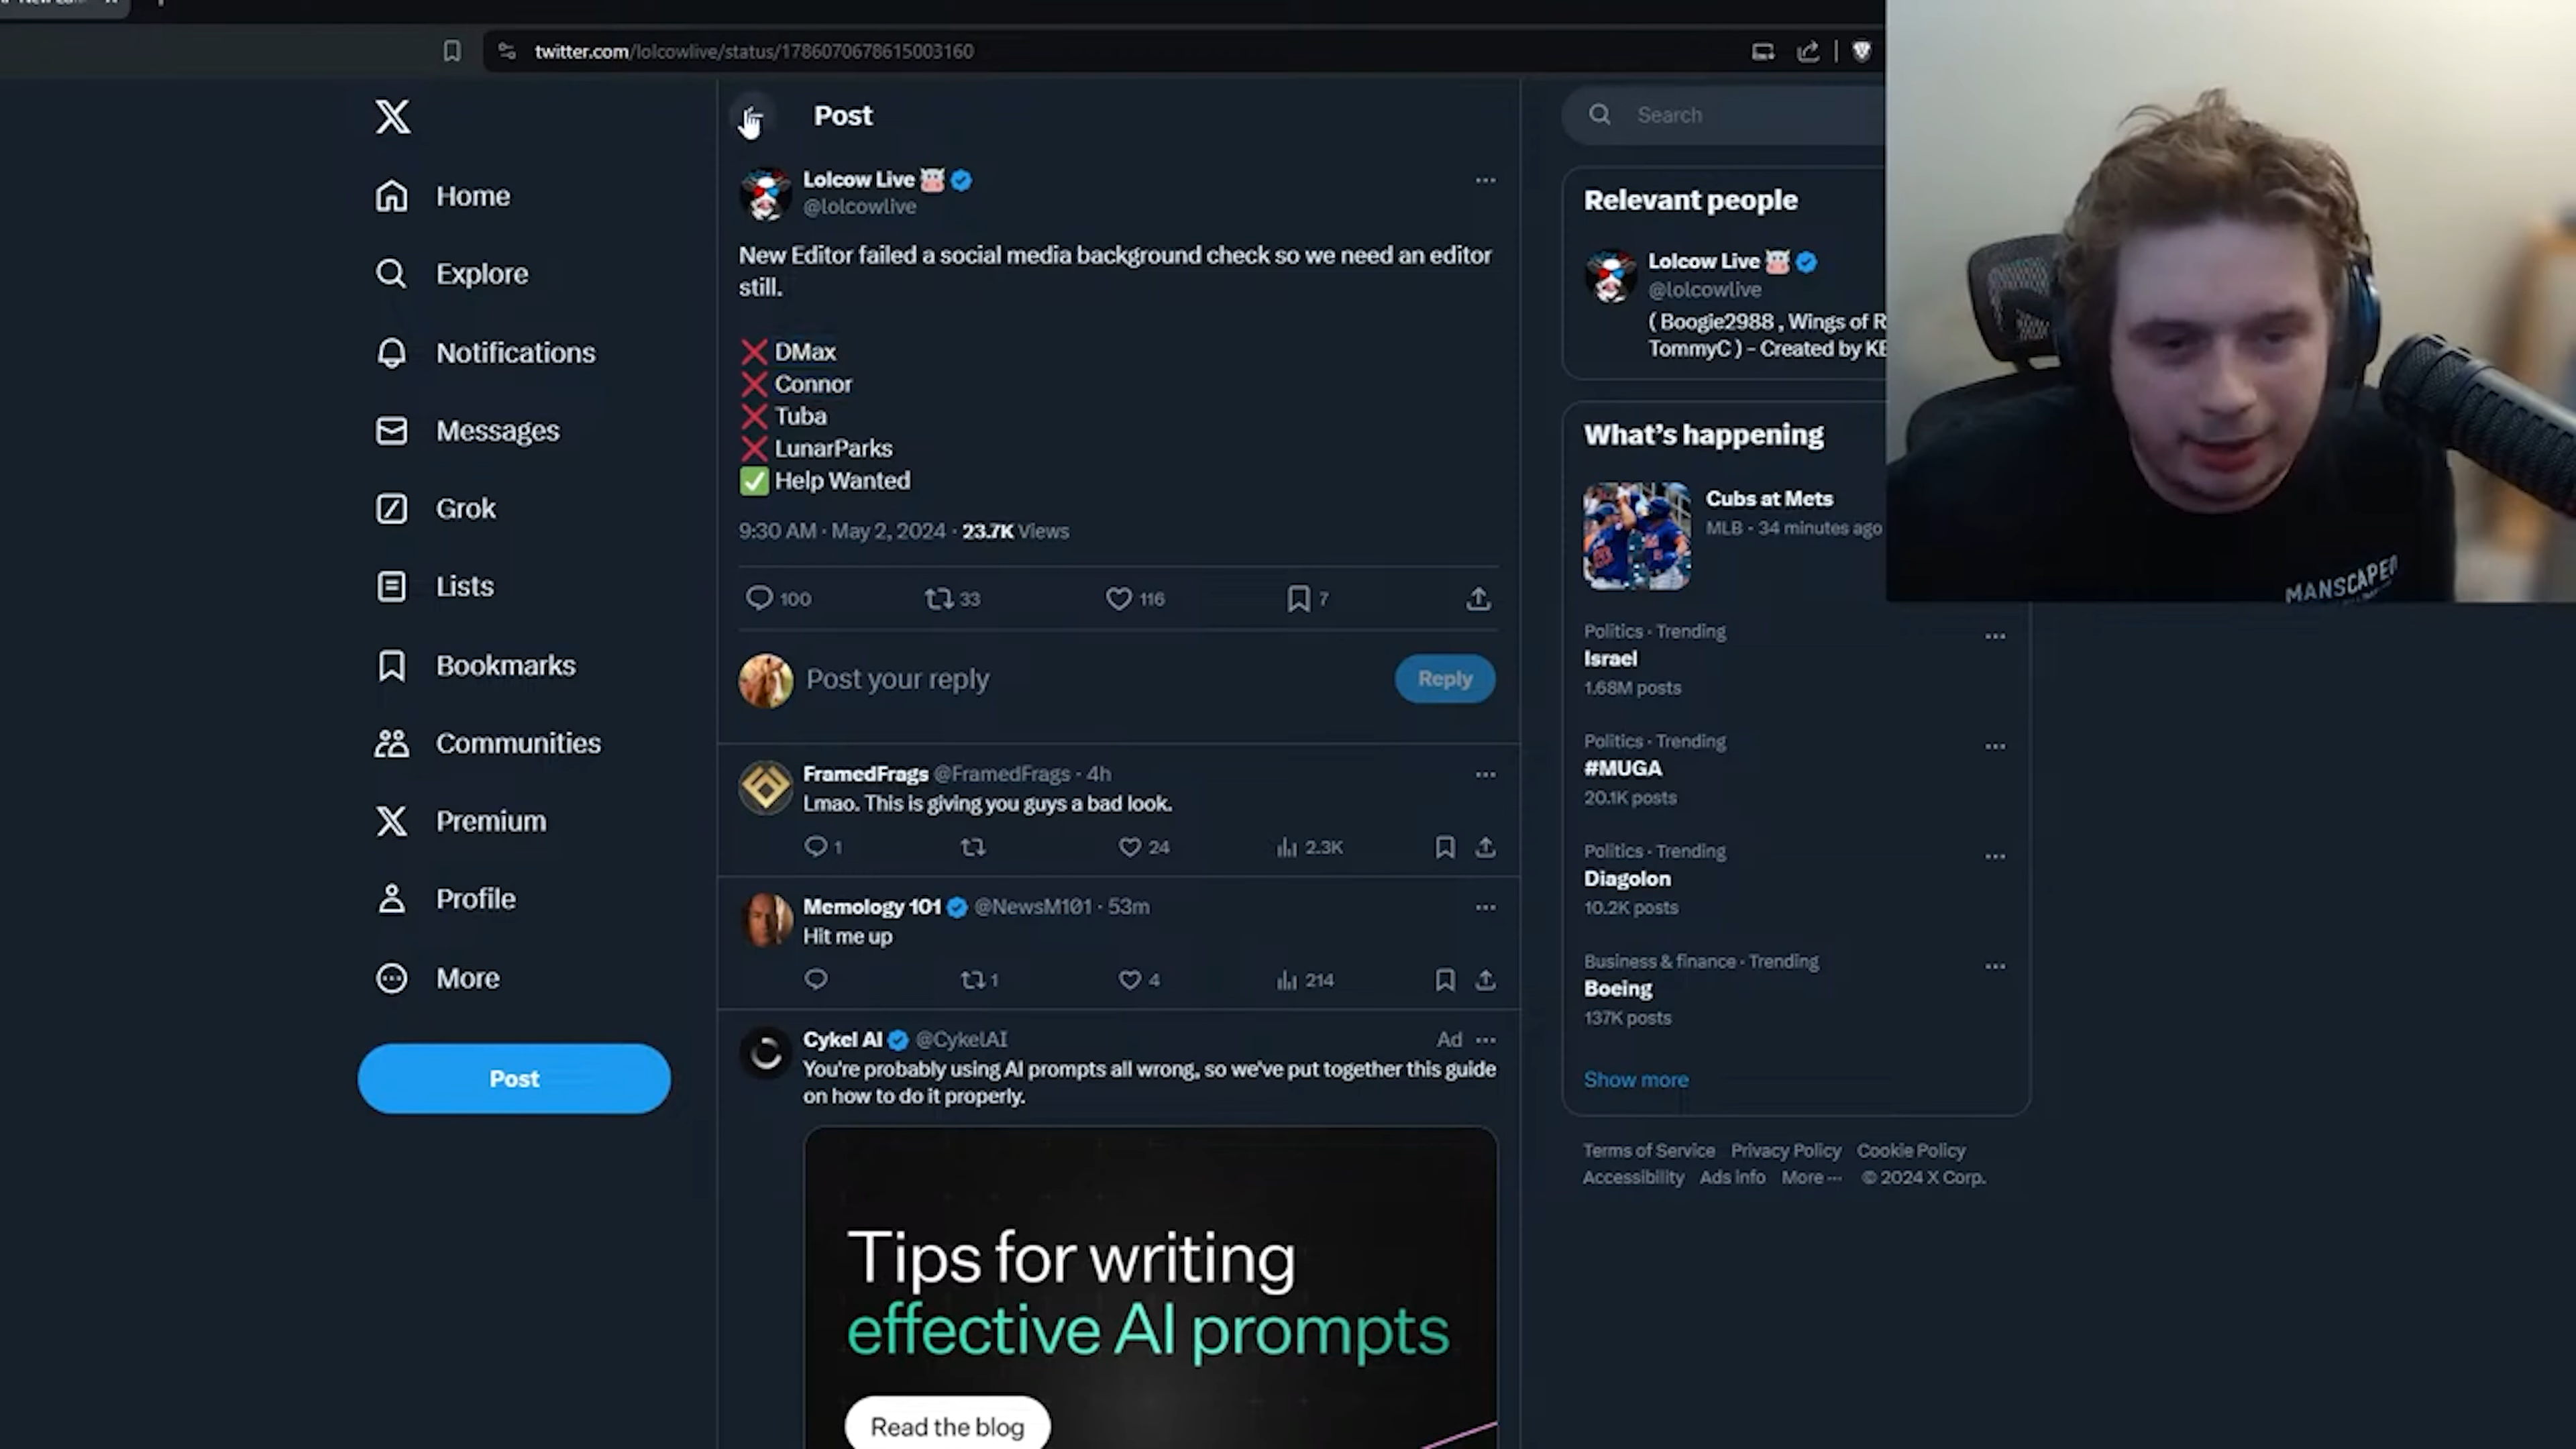 twitter.com/lolcowlive/status/1786070678615003160
Home
Explore
Notifications
Messages
Grok
Lists
Bookmarks
Communities
Premium
Profile
More
Post
Post
Lolcow Live
@lolcowlive
New Editor failed a social media background check so we need an editor
still.
❌ DMax
❌ Connor
❌ Tuba
❌ LunarParks
✅ Help Wanted
9:30 AM · May 2, 2024 · 23.7K Views
100 33 116 7
Post your reply
Reply
FramedFrags @FramedFrags · 4h
Lmao. This is giving you guys a bad look.
1 24 2.3K
Memology 101 @NewsM101 · 53m
Hit me up
1 4 214
Cykel AI @CykelAI Ad
You're probably using AI prompts all wrong, so we've put together this guide
on how to do it properly.
Tips for writing
effective AI prompts
Read the blog
Search
Relevant people
Lolcow Live
@lolcowlive
( Boogie2988 , Wings of R
TommyC ) - Created by KE
What's happening
Cubs at Mets
MLB · 34 minutes ago
Politics · Trending
Israel
1.68M posts
Politics · Trending
#MUGA
20.1K posts
Politics · Trending
Diagolon
10.2K posts
Business & finance · Trending
Boeing
137K posts
Show more
Terms of Service Privacy Policy Cookie Policy
Accessibility Ads info More ··· © 2024 X Corp.
MANSCAPED